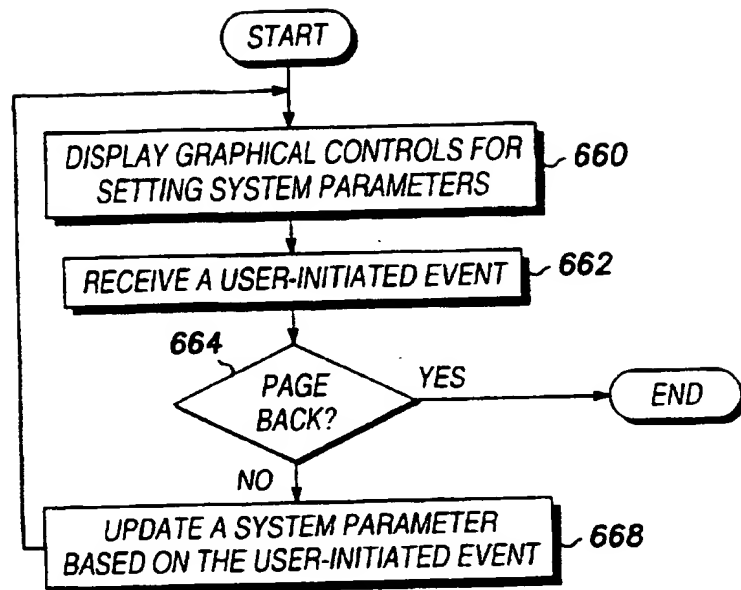 START
DISPLAY GRAPHICAL CONTROLS FOR
SETTING SYSTEM PARAMETERS
660
RECEIVE A USER-INITIATED EVENT
662
664
PAGE
BACK?
YES
END
NO
UPDATE A SYSTEM PARAMETER
BASED ON THE USER-INITIATED EVENT
668